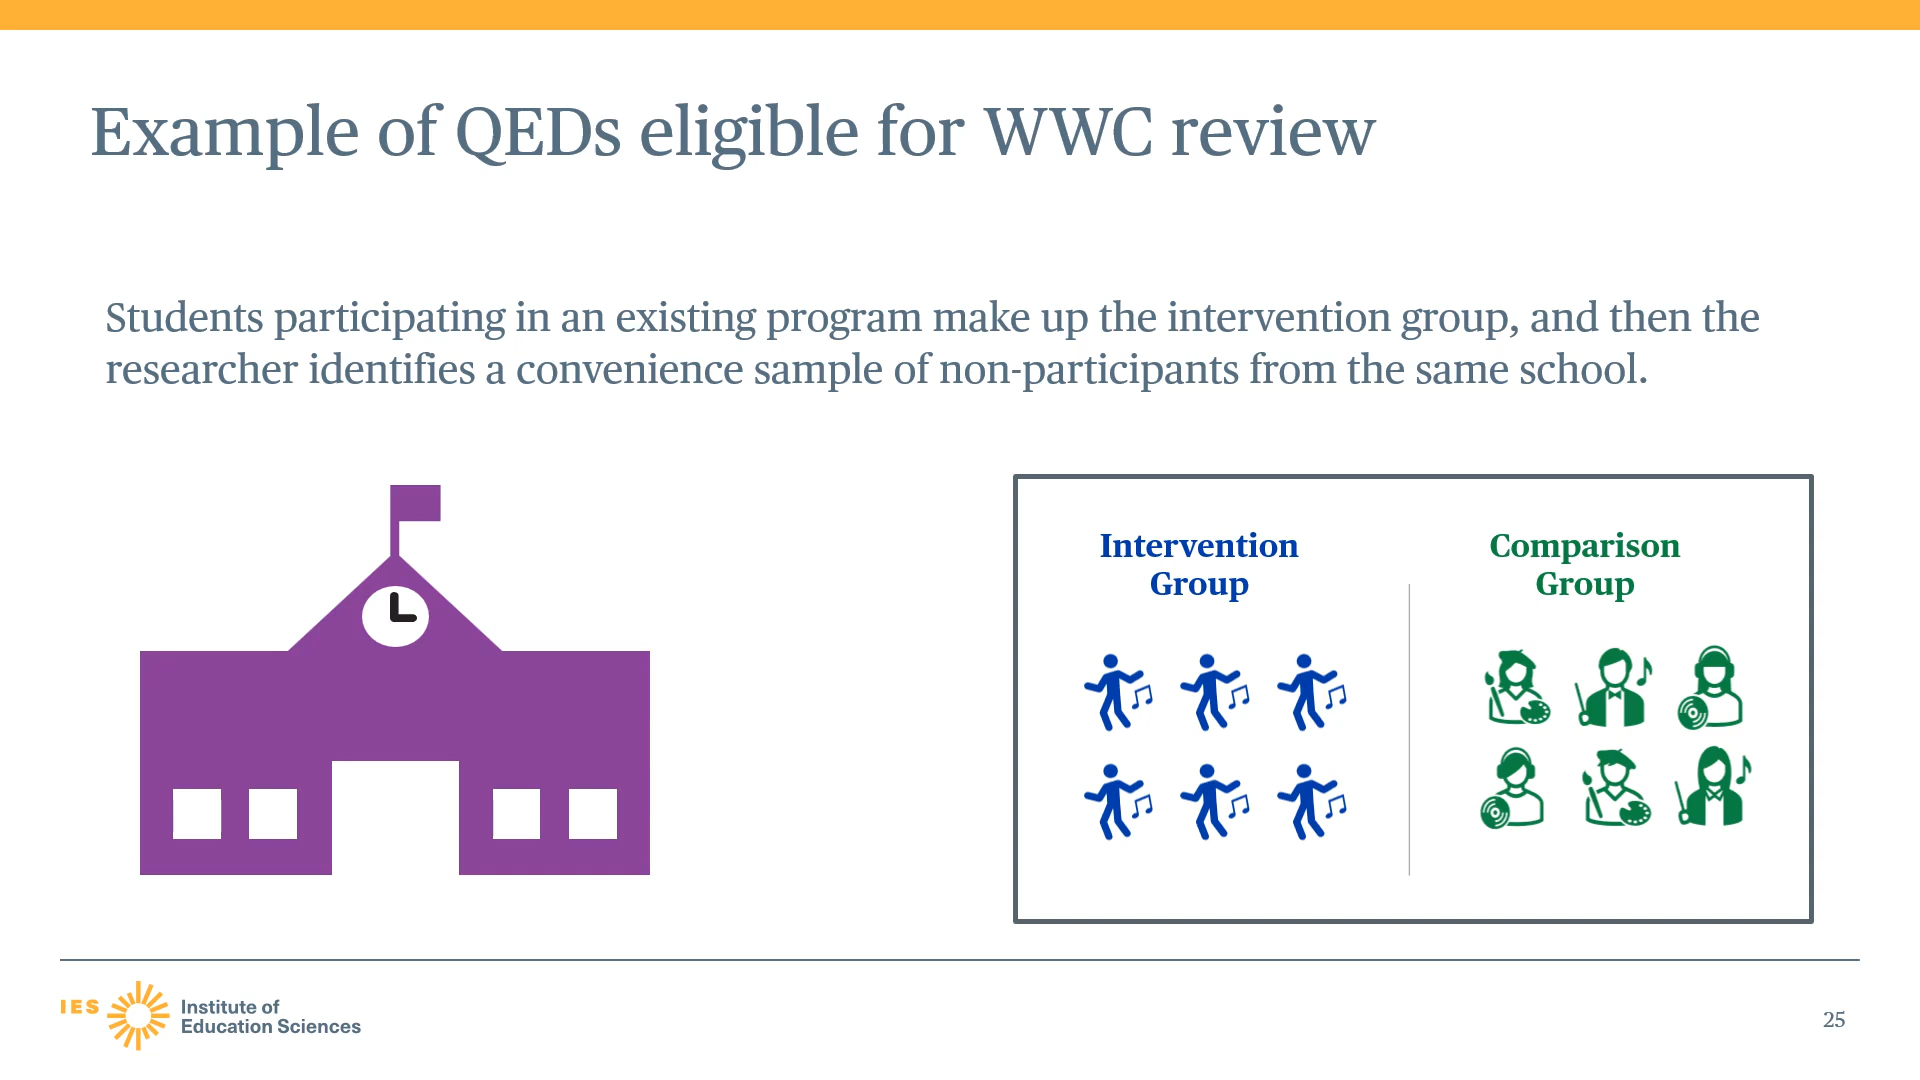 Example of QEDs eligible for WWC review
Students participating in an existing program make up the intervention group, and then the
researcher identifies a convenience sample of non-participants from the same school.
Intervention
Group
Comparison
Group
IES
Institute of
Education Sciences
25